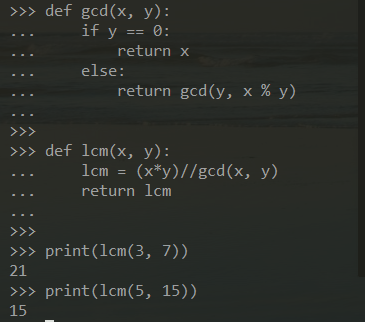 >>> def gcd(x, y):
...     if y == 0:
...         return x
...     else:
...         return gcd(y, x % y)
...
>>>
>>> def lcm(x, y):
...     lcm = (x*y)//gcd(x, y)
...     return lcm
...
>>>
>>> print(lcm(3, 7))
21
>>> print(lcm(5, 15))
15